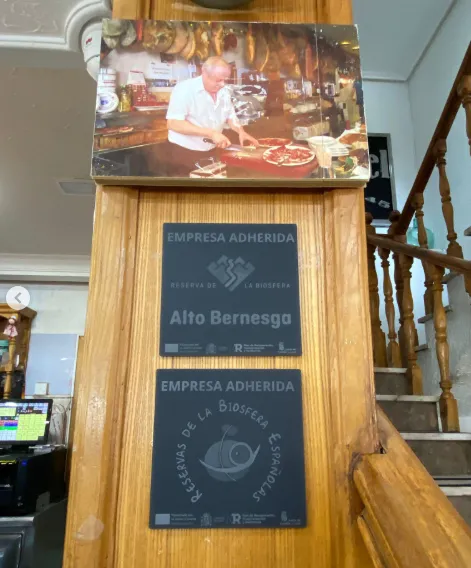 EMPRESA ADHERIDA
RESERVA DE LA BIOSFERA
Alto Bernesga
EMPRESA ADHERIDA
RESERVAS DE LA BIOSFERA ESPAÑOLAS